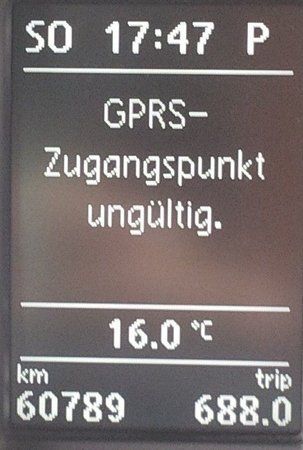 SO 17:47 P
GPRS-
Zugangspunkt
ungültig.
16.0 °C
km trip
60789 688.0